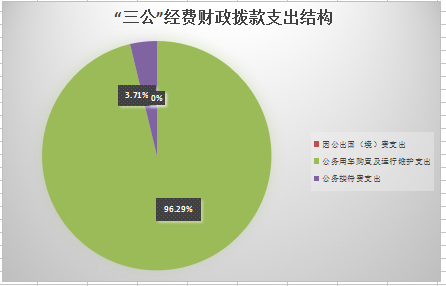 “三公”经费财政拨款支出结构
3.71%
0%
96.29%
因公出国（境）费支出
公务用车购置及运行维护支出
公务接待费支出